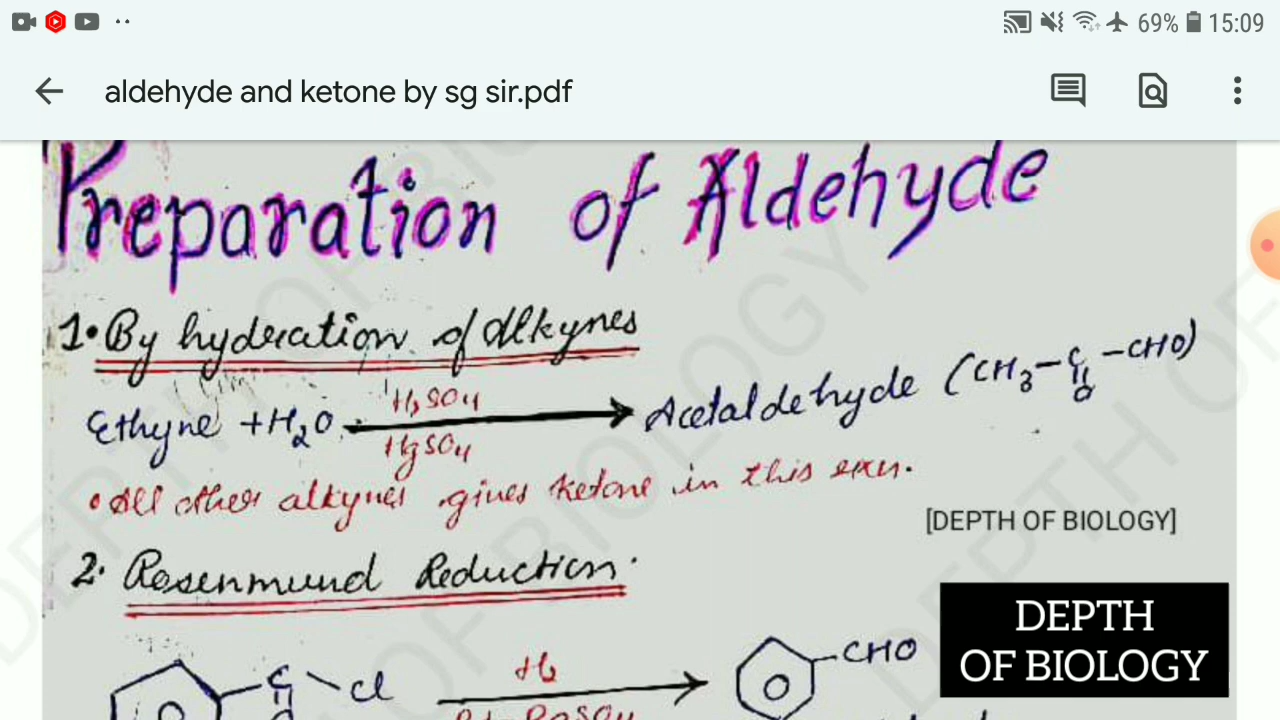 69% 15:09
aldehyde and ketone by sg sir.pdf
Preparation of Aldehyde
1. By hydration of alkynes
Ethyne + H2O H2SO4 HgSO4 Acetaldehyde (CH3-C-CHO)
O
• All other alkynes gives ketone in this rxn.
[DEPTH OF BIOLOGY]
2. Rosenmund Reduction.
DEPTH
OF BIOLOGY
C Cl H2 CHO
Pd-BaSO4